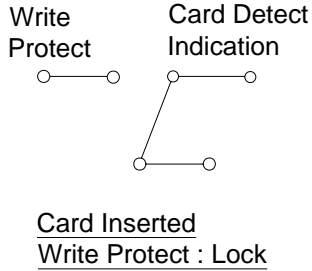 Write
Protect
Card Detect
Indication
Card Inserted
Write Protect : Lock